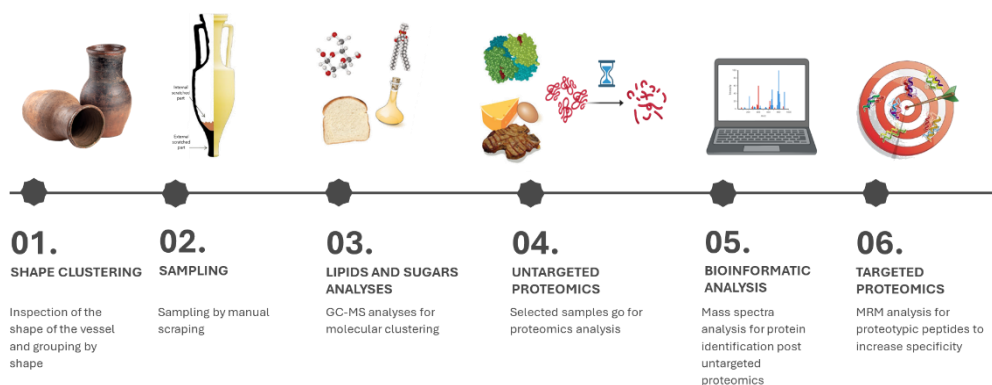 Internal
scratched
part
External
scratched
part
01.
SHAPE CLUSTERING
Inspection of the
shape of the vessel
and grouping by
shape
02.
SAMPLING
Sampling by manual
scraping
03.
LIPIDS AND SUGARS
ANALYSES
GC-MS analyses for
molecular clustering
04.
UNTARGETED
PROTEOMICS
Selected samples go for
proteomics analysis
05.
BIOINFORMATIC
ANALYSIS
Mass spectra
analysis for protein
identification post
untargeted
proteomics
06.
TARGETED
PROTEOMICS
MRM analysis for
proteotypic peptides to
increase specificity